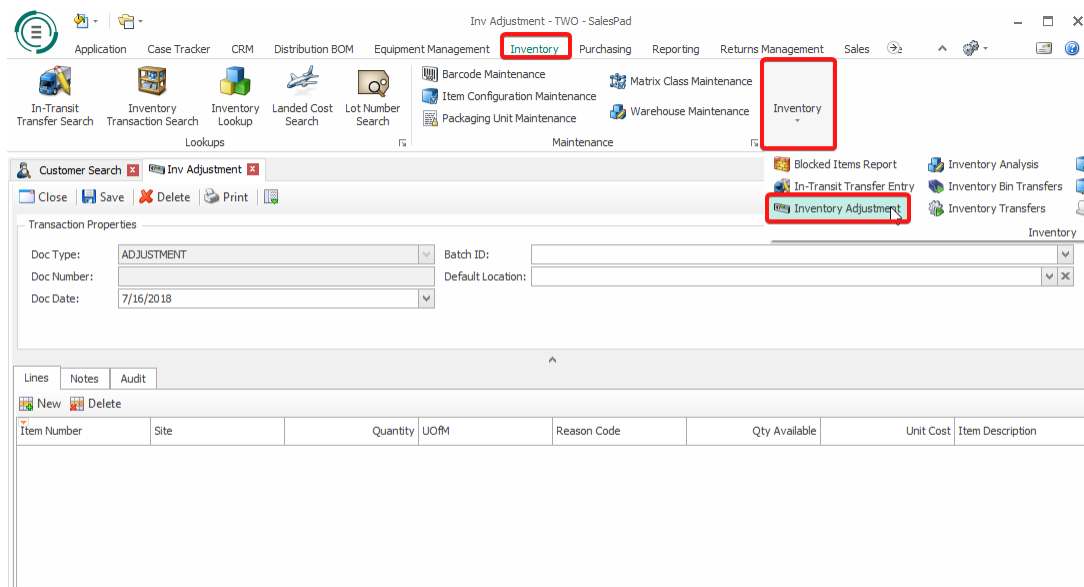 Inv Adjustment - TWO - SalesPad
Application Case Tracker CRM Distribution BOM Equipment Management Inventory Purchasing Reporting Returns Management Sales
In-Transit Transfer Search
Inventory Transaction Search
Inventory Lookup
Landed Cost Search
Lot Number Search
Lookups
Barcode Maintenance
Item Configuration Maintenance
Packaging Unit Maintenance
Matrix Class Maintenance
Warehouse Maintenance
Maintenance
Inventory
Blocked Items Report Inventory Analysis
In-Transit Transfer Entry Inventory Bin Transfers
Inventory Adjustment Inventory Transfers
Inventory
Customer Search Inv Adjustment
Close Save Delete Print
Transaction Properties
Doc Type: ADJUSTMENT Batch ID:
Doc Number: Default Location:
Doc Date: 7/16/2018
Lines Notes Audit
New Delete
Item Number Site Quantity UOfM Reason Code Qty Available Unit Cost Item Description